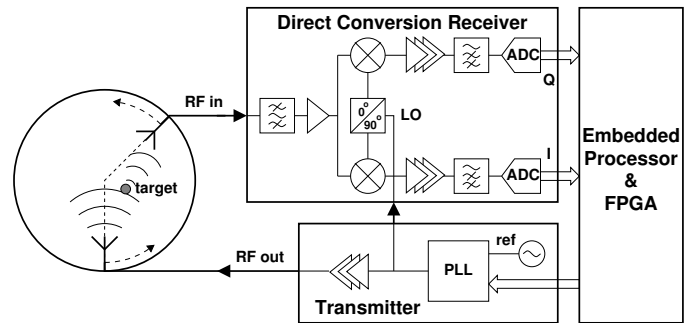 Direct Conversion Receiver
ADC
Q
RF in
0°
90°
LO
I
ADC
target
Embedded
Processor
&
FPGA
RF out
ref
PLL
Transmitter